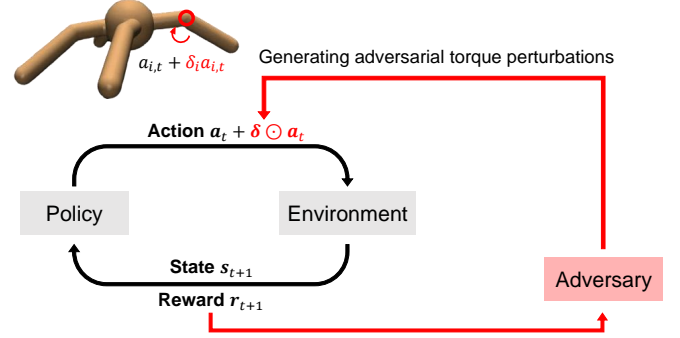 Generating adversarial torque perturbations
a_{i,t} + δ_i a_{i,t}
Action a_t + δ ⊙ a_t
Policy
Environment
State s_{t+1}
Adversary
Reward r_{t+1}